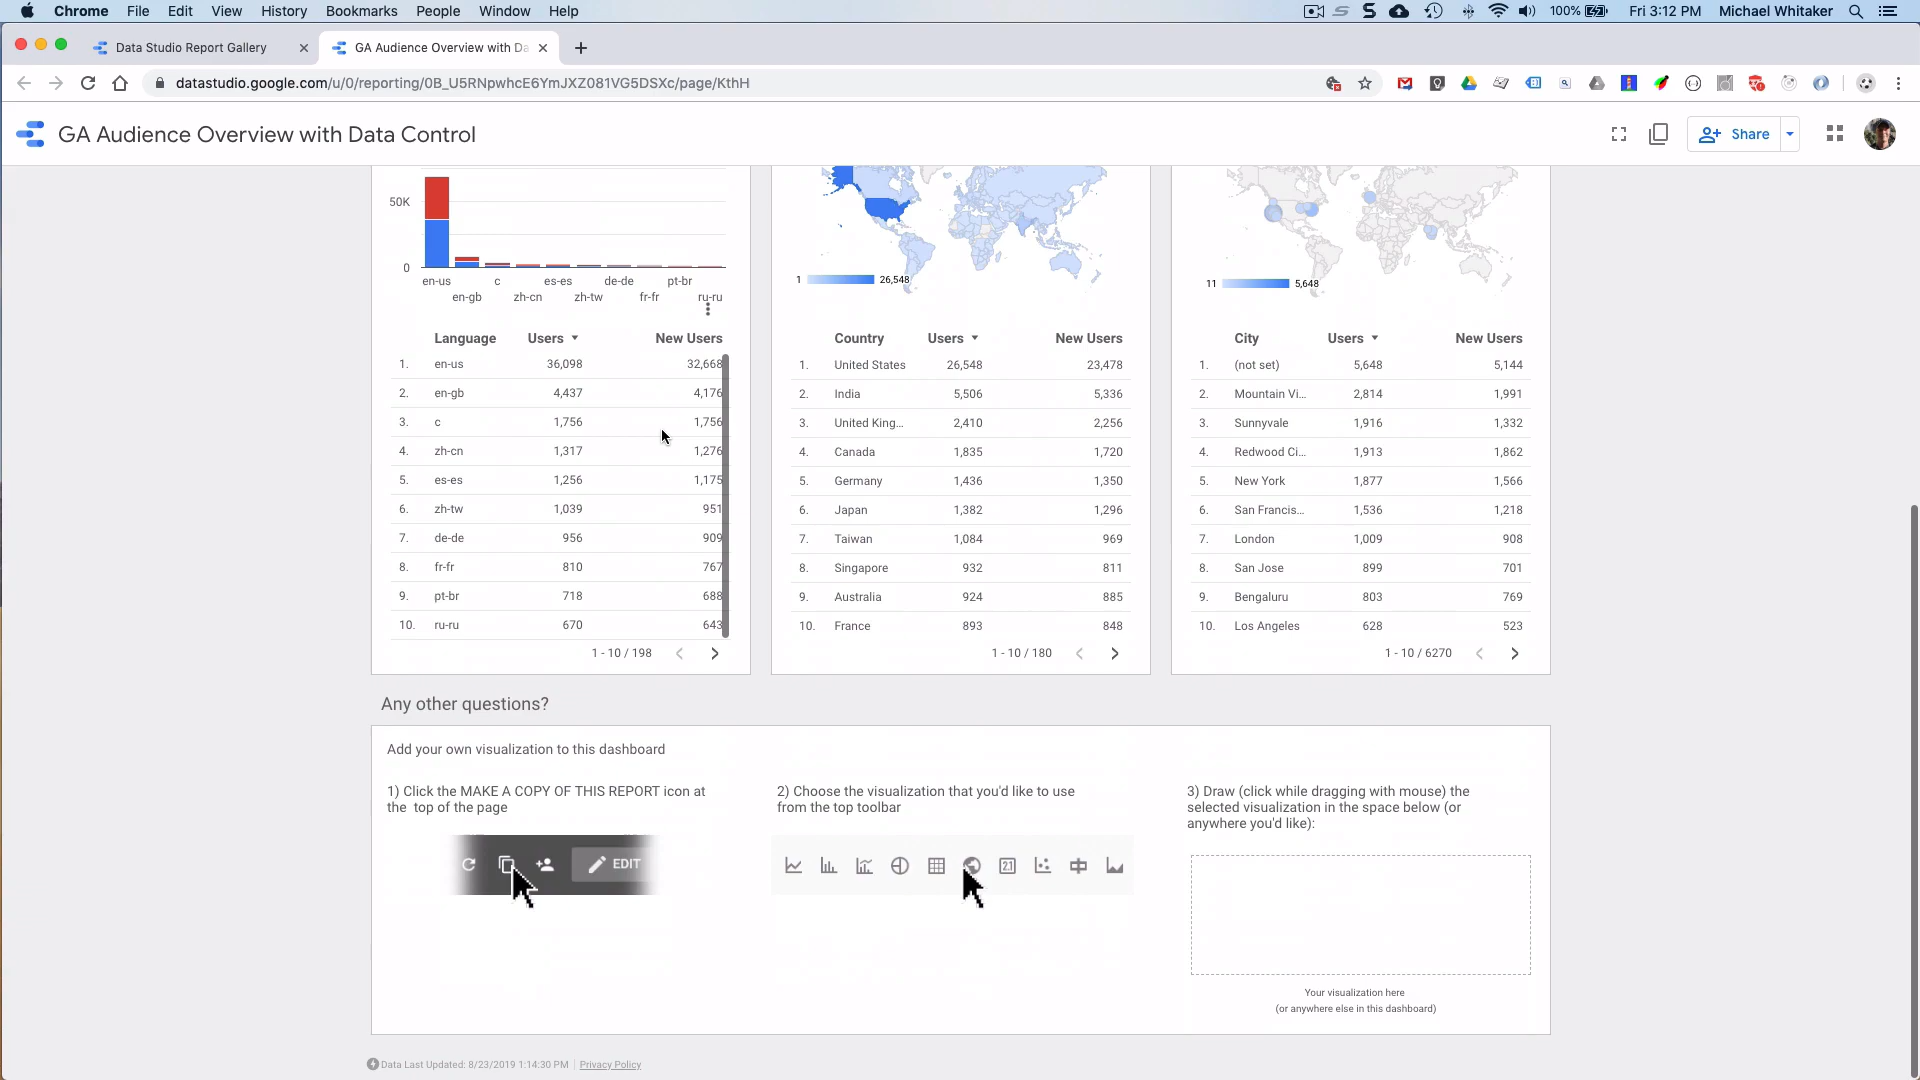 Chrome File Edit View History Bookmarks People Window Help 100% Fri 3:12 PM Michael Whitaker
Data Studio Report Gallery GA Audience Overview with Da
datastudio.google.com/u/0/reporting/0B_U5RNpwhcE6YmJXZ081VG5DSXc/page/KthH
GA Audience Overview with Data Control Share
50K
0
en-us c es-es de-de pt-br
en-gb zh-cn zh-tw fr-fr ru-ru
1 26,548
11 5,648
Language Users New Users
1. en-us 36,098 32,668
2. en-gb 4,437 4,176
3. c 1,756 1,756
4. zh-cn 1,317 1,276
5. es-es 1,256 1,175
6. zh-tw 1,039 951
7. de-de 956 909
8. fr-fr 810 767
9. pt-br 718 688
10. ru-ru 670 643
1 - 10 / 198
Country Users New Users
1. United States 26,548 23,478
2. India 5,506 5,336
3. United King... 2,410 2,256
4. Canada 1,835 1,720
5. Germany 1,436 1,350
6. Japan 1,382 1,296
7. Taiwan 1,084 969
8. Singapore 932 811
9. Australia 924 885
10. France 893 848
1 - 10 / 180
City Users New Users
1. (not set) 5,648 5,144
2. Mountain Vi... 2,814 1,991
3. Sunnyvale 1,916 1,332
4. Redwood Ci... 1,913 1,862
5. New York 1,877 1,566
6. San Francis... 1,536 1,218
7. London 1,009 908
8. San Jose 899 701
9. Bengaluru 803 769
10. Los Angeles 628 523
1 - 10 / 6270
Any other questions?
Add your own visualization to this dashboard
1) Click the MAKE A COPY OF THIS REPORT icon at
the top of the page
EDIT
2) Choose the visualization that you'd like to use
from the top toolbar
21
3) Draw (click while dragging with mouse) the
selected visualization in the space below (or
anywhere you'd like):
Your visualization here
(or anywhere else in this dashboard)
Data Last Updated: 8/23/2019 1:14:30 PM | Privacy Policy